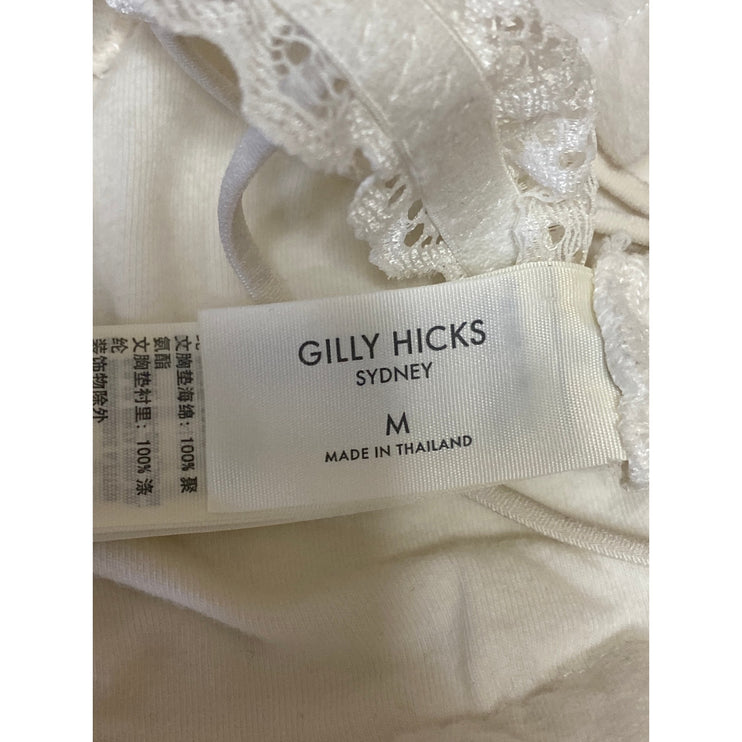 GILLY HICKS
SYDNEY
M
MADE IN THAILAND
文胸垫海绵：100% 聚
氨酯
文胸垫衬里：100% 涤
纶
装饰物除外